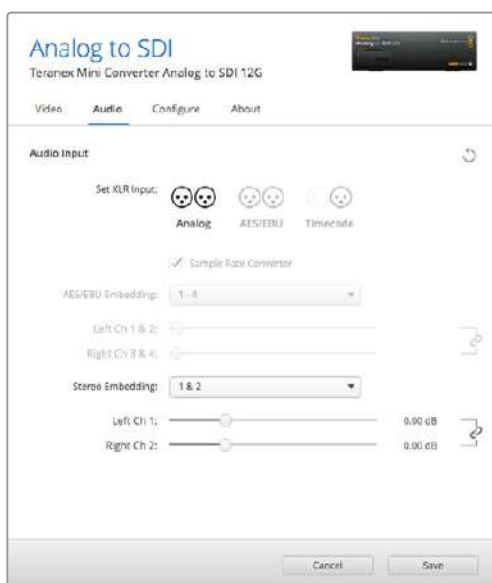 Analog to SDI
Teranex Mini Converter Analog to SDI 12G
Video Audio Configure About
Audio Input
Set XLR Input:
Analog AES/EBU Timecode
Sample Rate Converter
AES/EBU Embedding: 1 - 4
Left Ch 1 & 2:
Right Ch 3 & 4:
Stereo Embedding: 1 & 2
Left Ch 1: 0.00 dB
Right Ch 2: 0.00 dB
Cancel Save